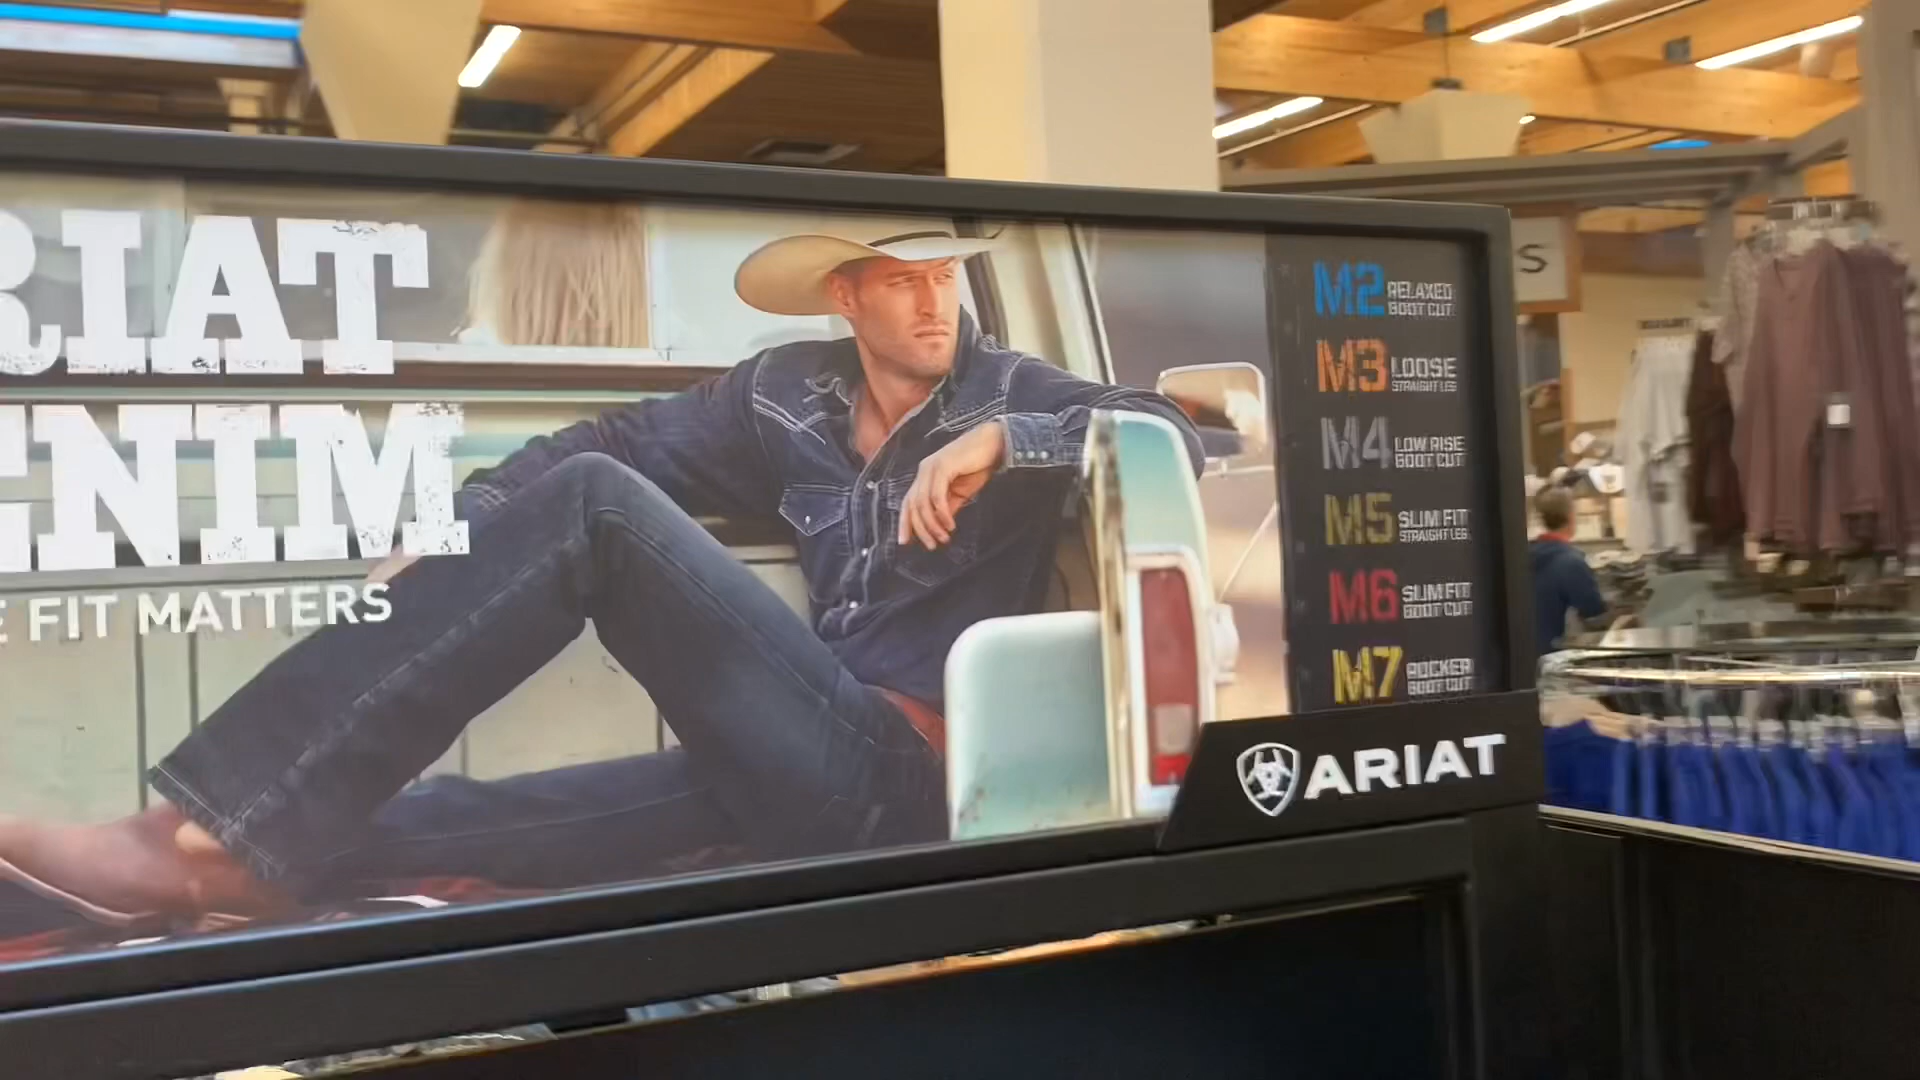 RIAT
ENIM
E FIT MATTERS
M2 RELAXED
BOOT CUT
M3 LOOSE
STRAIGHT LEG
M4 LOW RISE
BOOT CUT
M5 SLIM FIT
STRAIGHT LEG
M6 SLIM FIT
BOOT CUT
M7 ROCKER
BOOT CUT
ARIAT
S